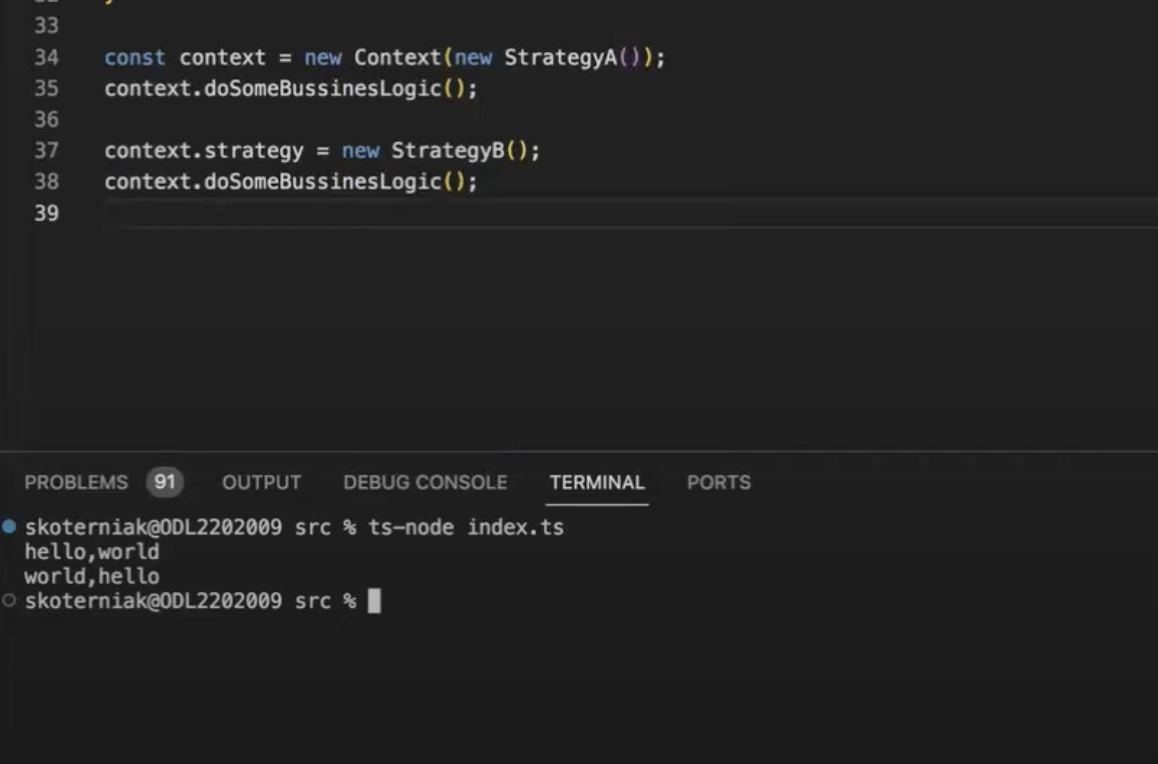 33
34 const context = new Context(new StrategyA());
35 context.doSomeBussinesLogic();
36
37 context.strategy = new StrategyB();
38 context.doSomeBussinesLogic();
39
PROBLEMS 91 OUTPUT DEBUG CONSOLE TERMINAL PORTS
skoterniak@ODL2202009 src % ts-node index.ts
hello,world
world,hello
skoterniak@ODL2202009 src %